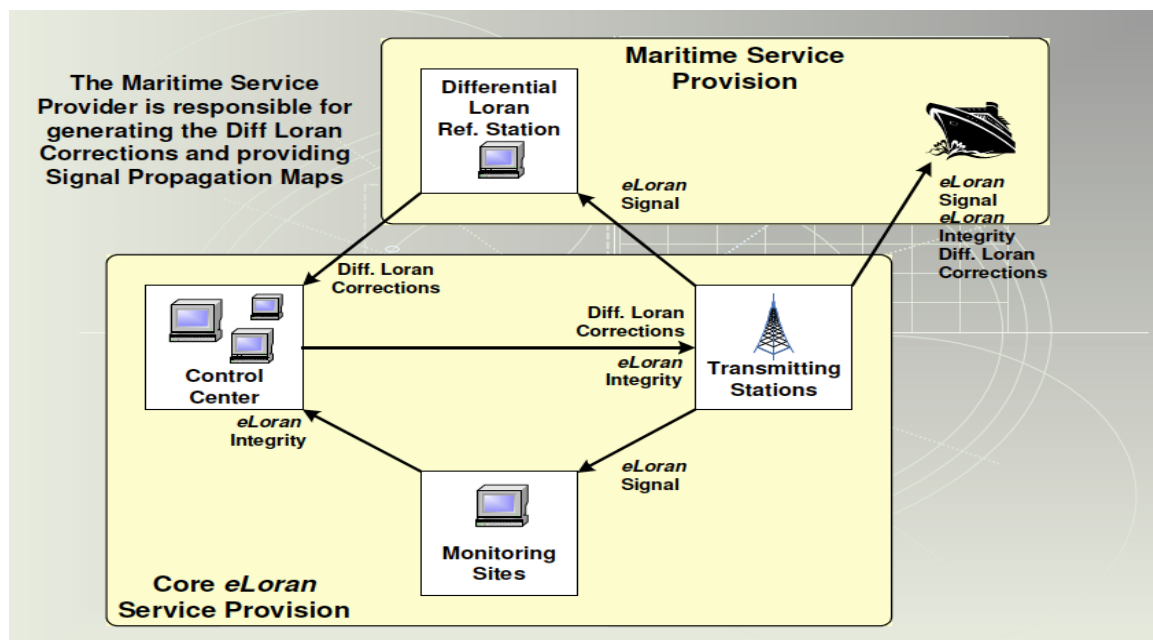 The Maritime Service
Provider is responsible for
generating the Diff Loran
Corrections and providing
Signal Propagation Maps
Maritime Service
Provision
Differential
Loran
Ref. Station
eLoran
Signal
eLoran
Signal
eLoran
Integrity
Diff. Loran
Corrections
Diff. Loran
Corrections
Diff. Loran
Corrections
eLoran
Integrity
Control
Center
Transmitting
Stations
eLoran
Integrity
eLoran
Signal
Monitoring
Sites
Core eLoran
Service Provision